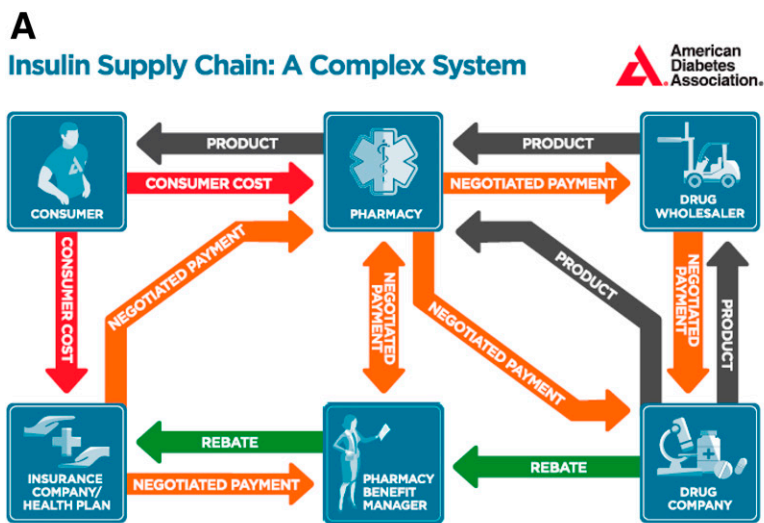 A
Insulin Supply Chain: A Complex System
American
Diabetes
Association®
PRODUCT
PRODUCT
CONSUMER COST
NEGOTIATED PAYMENT
CONSUMER
PHARMACY
DRUG
WHOLESALER
CONSUMER COST
NEGOTIATED PAYMENT
NEGOTIATED
PAYMENT
NEGOTIATED PAYMENT
PRODUCT
NEGOTIATED
PAYMENT
PRODUCT
REBATE
REBATE
INSURANCE
COMPANY/
HEALTH PLAN
NEGOTIATED PAYMENT
PHARMACY
BENEFIT
MANAGER
DRUG
COMPANY